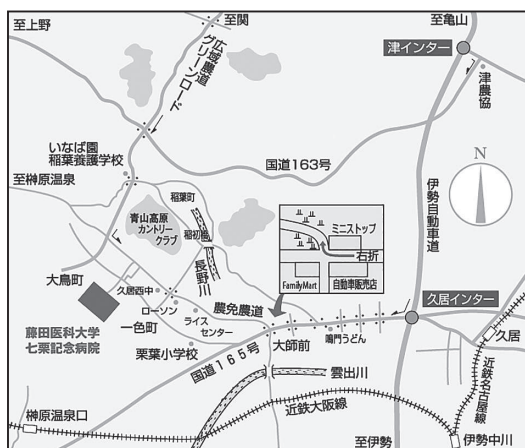 至上野
至関
至亀山
広域農道
グリーンロード
津インター
津農協
いなば園
稲葉養護学校
国道163号
至榊原温泉
稲葉町
青山高原
カントリー
クラブ
稲初橋
長野川
伊勢自動車道
N
ミニストップ
右折
FamilyMart
自動車販売店
大鳥町
久居西中
ローソン
一色町
ライス
センター
農免農道
久居インター
藤田医科大学
七栗記念病院
栗葉小学校
国道165号
大師前
鳴門うどん
久居
近鉄名古屋線
雲出川
近鉄大阪線
榊原温泉口
至伊勢
伊勢中川